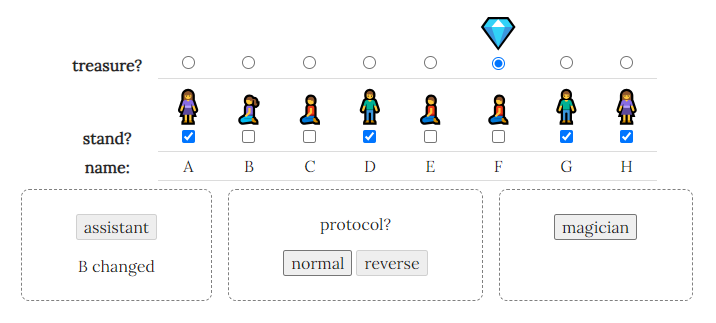 treasure?
stand?
name: A B C D E F G H
assistant
B changed
protocol?
normal reverse
magician